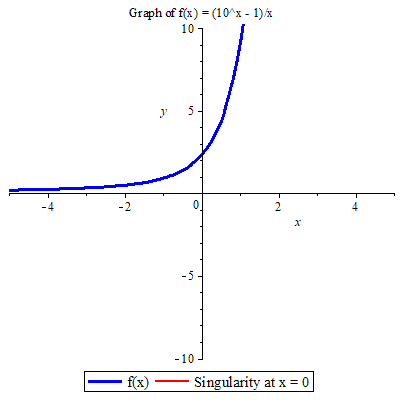 Graph of f(x) = (10^x - 1)/x
10
y
5
-4
-2
0
2
4
x
-5
-10
f(x)
Singularity at x = 0